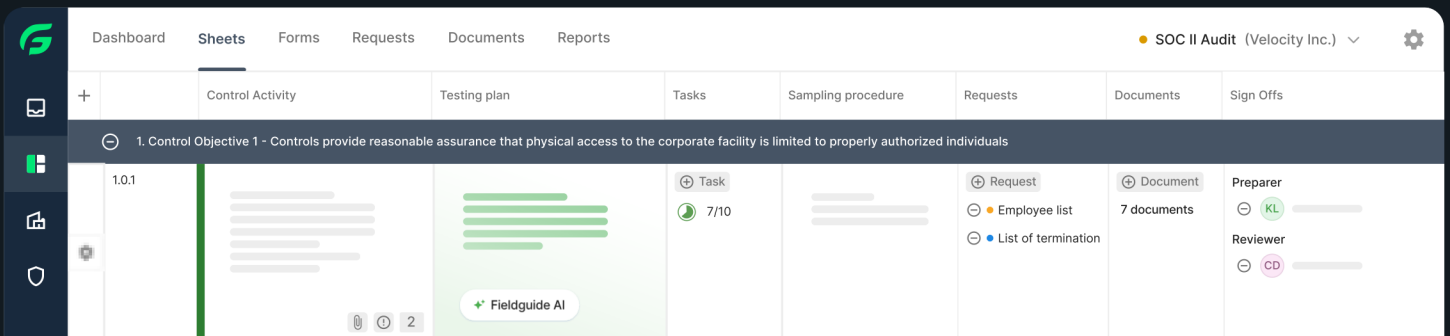 Dashboard Sheets Forms Requests Documents Reports SOC II Audit (Velocity Inc.)
Control Activity Testing plan Tasks Sampling procedure Requests Documents Sign Offs
1. Control Objective 1 - Controls provide reasonable assurance that physical access to the corporate facility is limited to properly authorized individuals
1.0.1 Task Request Document Preparer
7/10 Employee list 7 documents KL
List of termination Reviewer
CD
Fieldguide AI
2